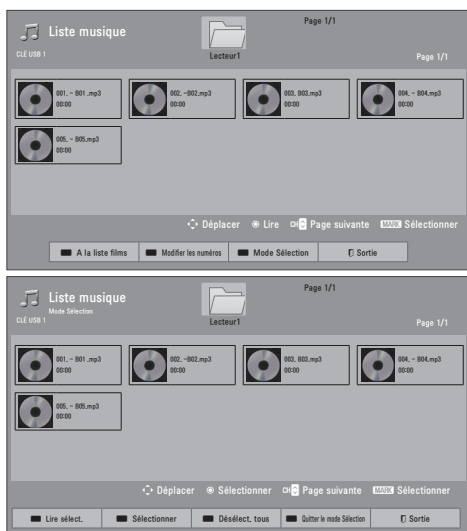 Liste musique
CLÉ USB 1
Lecteur1
Page 1/1
Page 1/1
001. - B01 .mp3
00:00
002. -B02.mp3
00:00
003. B03.mp3
00:00
004. - B04.mp3
00:00
005. - B05.mp3
00:00
Déplacer Lire CH Page suivante MARK Sélectionner
A la liste films Modifier les numéros Mode Sélection Sortie
Liste musique
Mode Sélection
CLÉ USB 1
Lecteur1
Page 1/1
Page 1/1
001. - B01 .mp3
00:00
002. -B02.mp3
00:00
003. B03.mp3
00:00
004. - B04.mp3
00:00
005. - B05.mp3
00:00
Déplacer Sélectionner CH Page suivante MARK Sélectionner
Lire sélect. Sélectionner Désélect. tous Quitter le mode Sélection Sortie